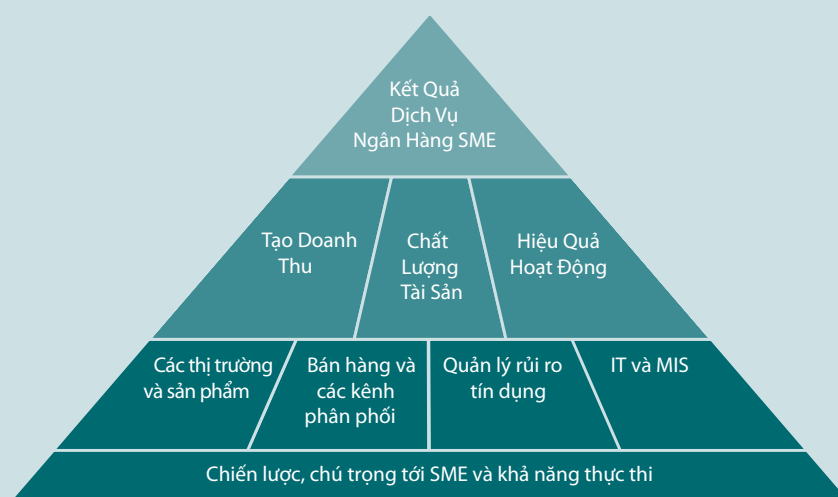 Kết Quả
Dịch Vụ
Ngân Hàng SME
Tạo Doanh
Thu
Chất
Lượng
Tài Sản
Hiệu Quả
Hoạt Động
Các thị trường
và sản phẩm
Bán hàng và
các kênh
phân phối
Quản lý rủi ro
tín dụng
IT và MIS
Chiến lược, chú trọng tới SME và khả năng thực thi